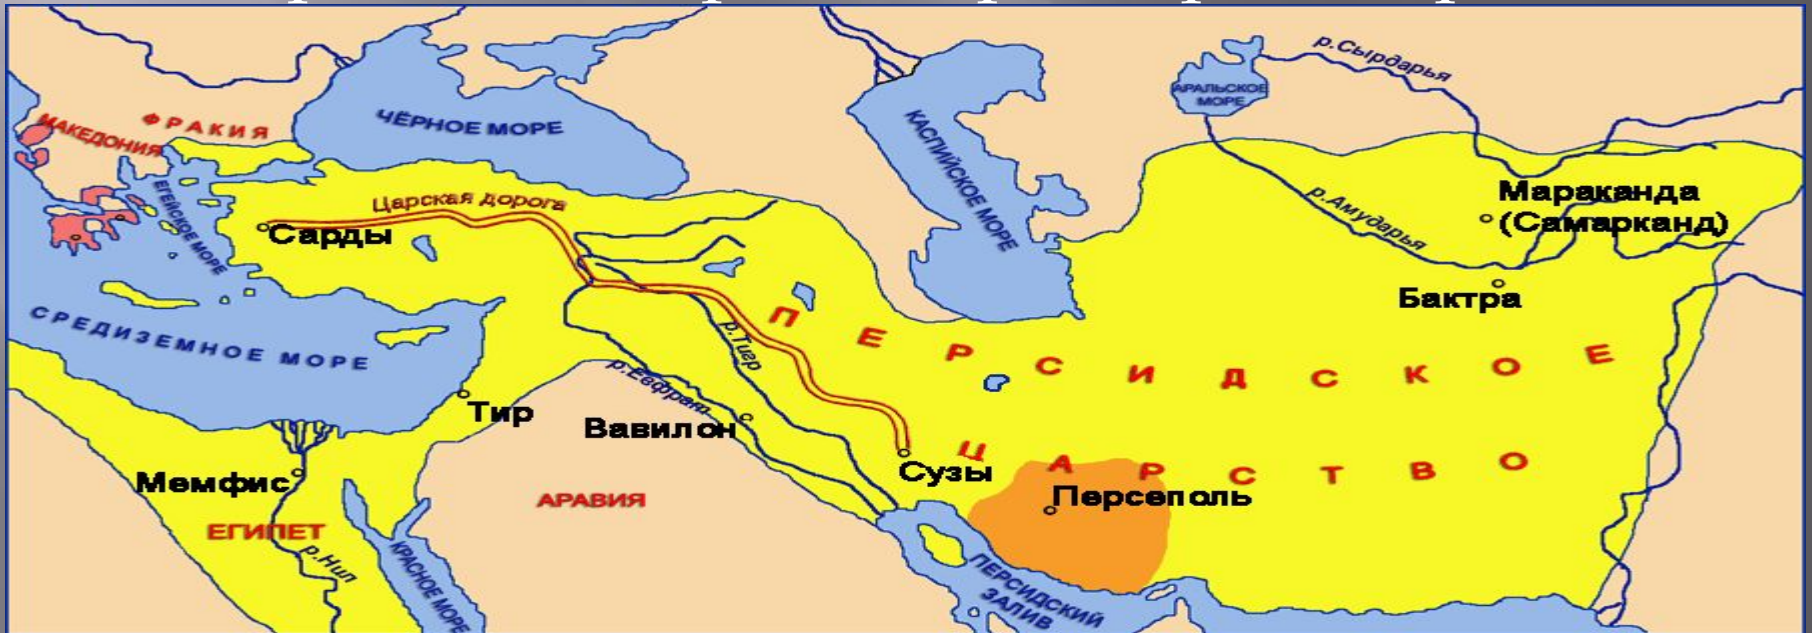 р.Сырдарья
АРАЛЬСКОЕ
МОРЕ
ФРАКИЯ
МАКЕДОНИЯ
ЧЁРНОЕ МОРЕ
КАСПИЙСКОЕ МОРЕ
ЕГЕЙСКОЕ МОРЕ
Царская дорога
Сарды
Мараканда
(Самарканд)
р.Амударья
Бактра
СРЕДИЗЕМНОЕ МОРЕ
ПЕРСИДСКОЕ
ЦАРСТВО
р.Тигр
р.Евфрат
Тир
Вавилон
Сузы
Персеполь
Мемфис
ЕГИПЕТ
АРАВИЯ
р.Нил
КРАСНОЕ МОРЕ
ПЕРСИДСКИЙ
ЗАЛИВ